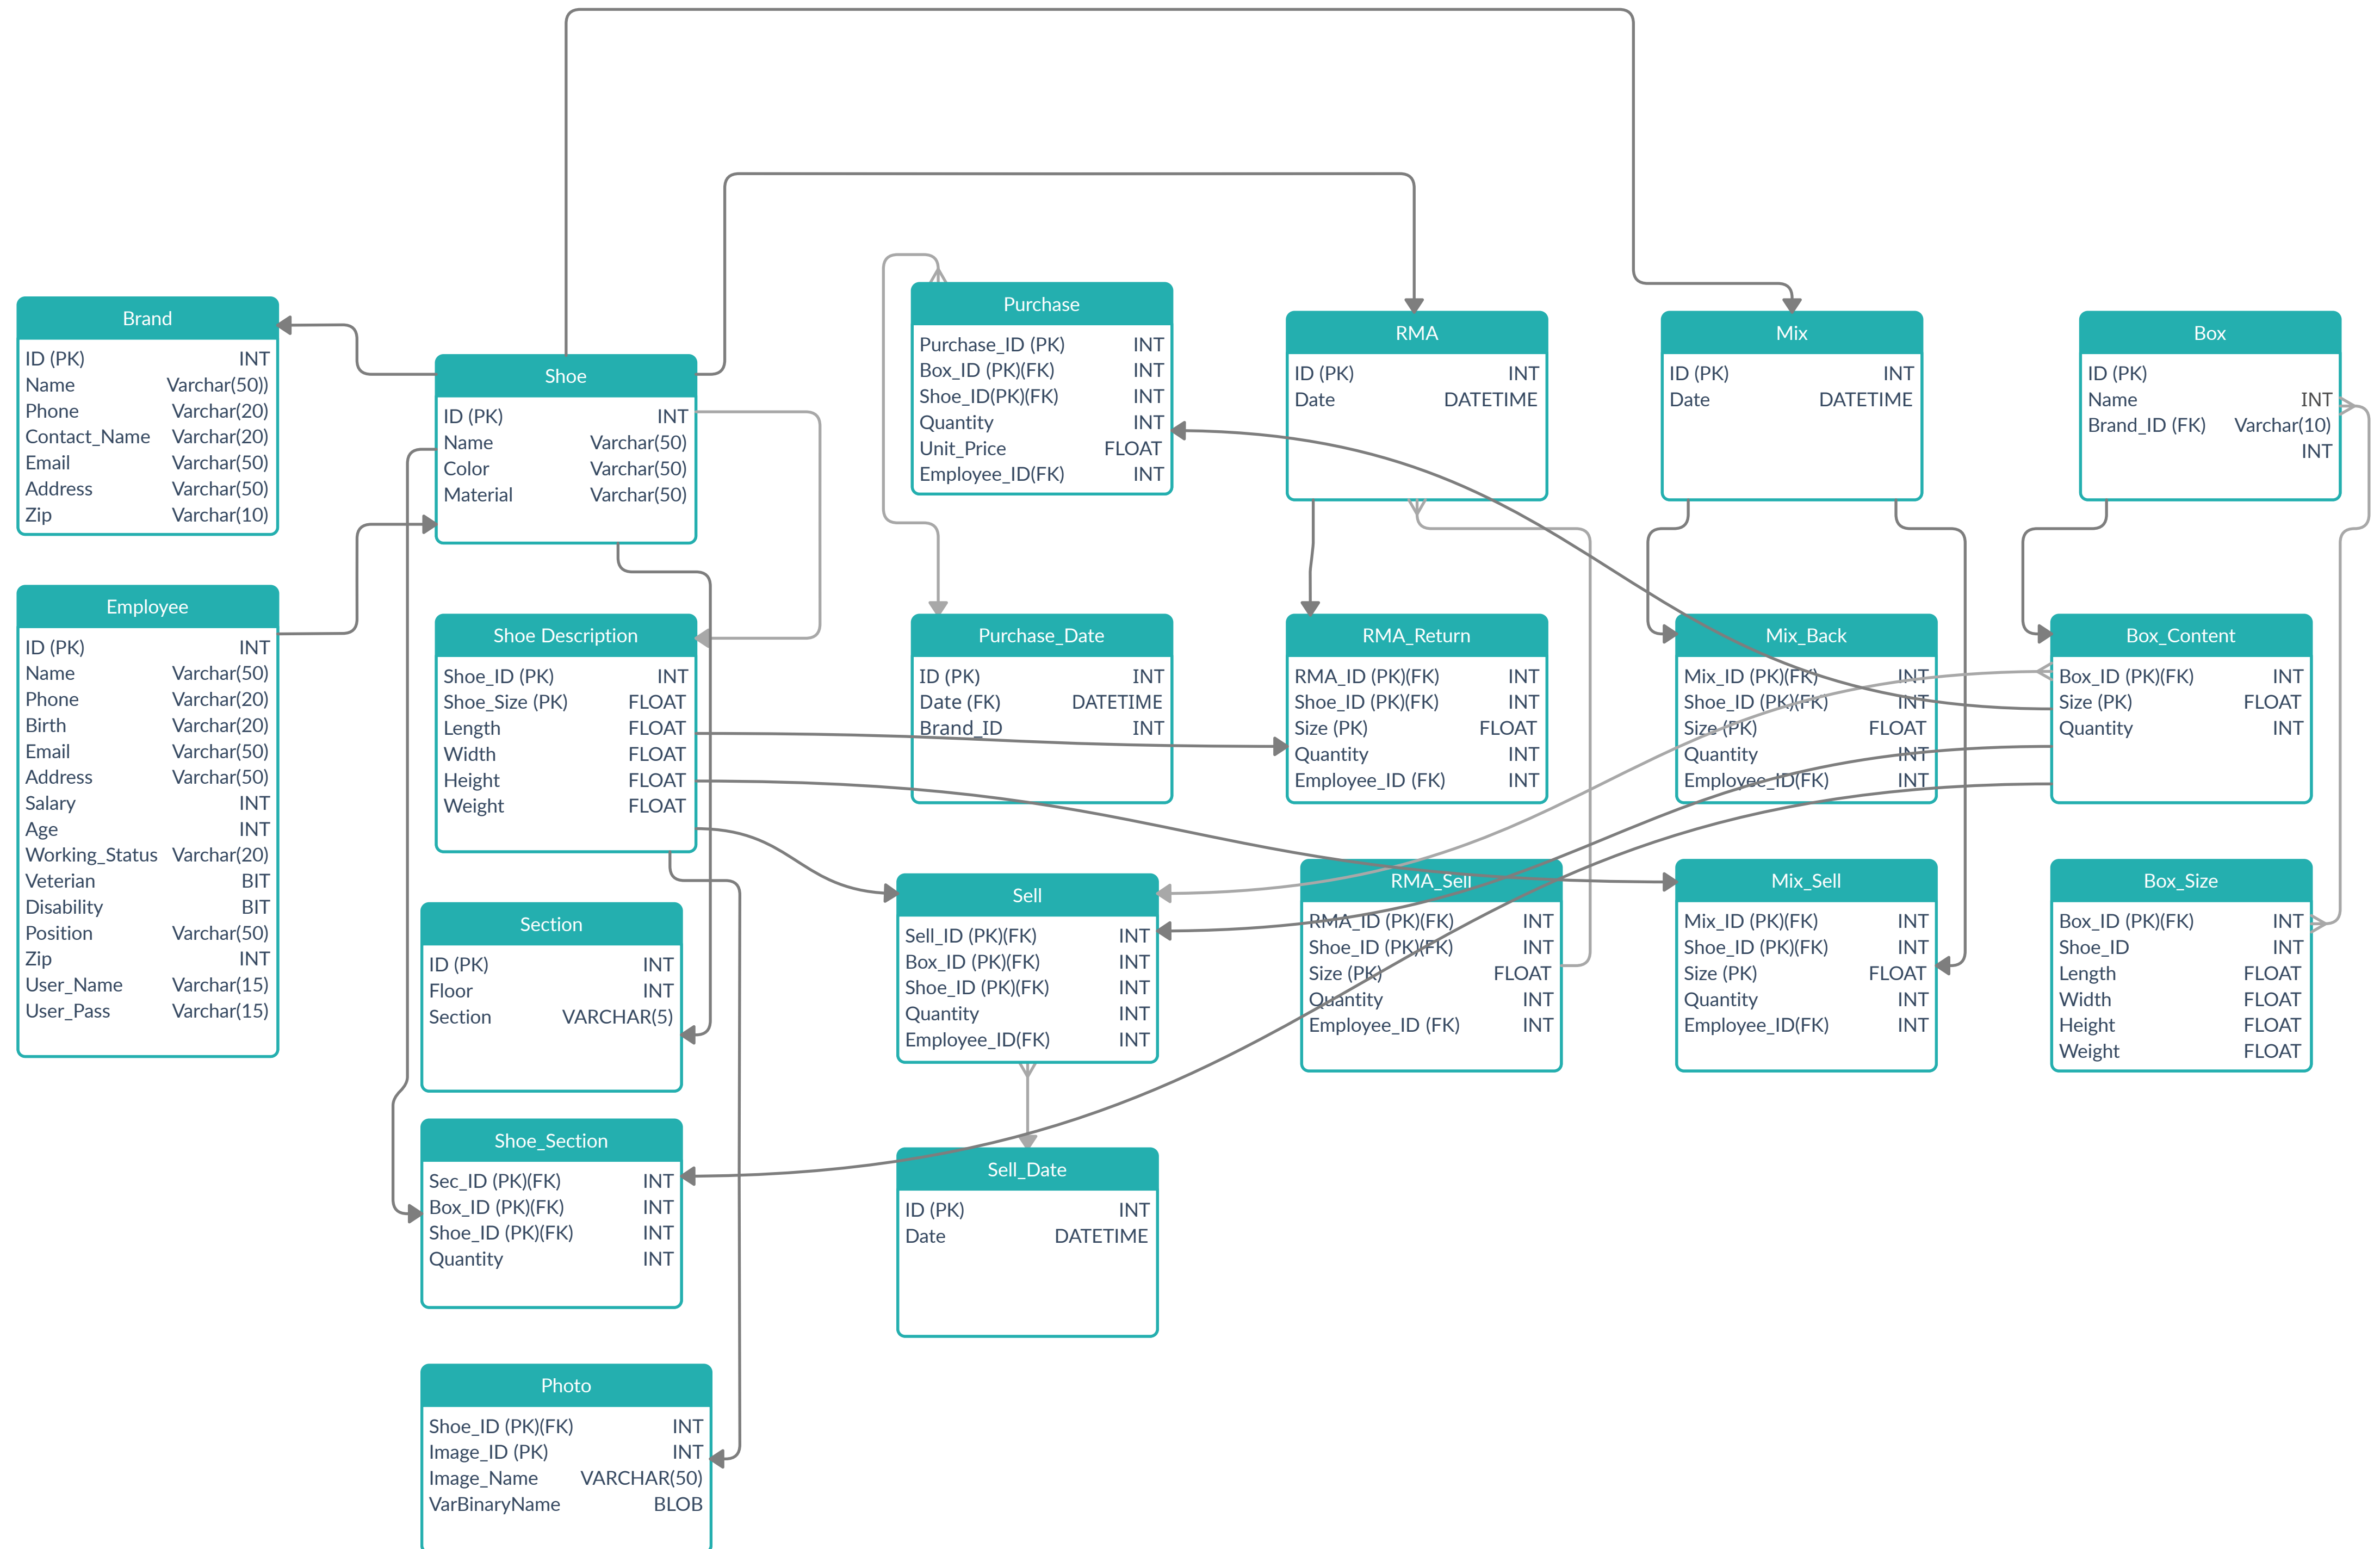 Brand
ID (PK) INT
Name Varchar(50))
Phone Varchar(20)
Contact_Name Varchar(20)
Email Varchar(50)
Address Varchar(50)
Zip Varchar(10)
Employee
ID (PK) INT
Name Varchar(50)
Phone Varchar(20)
Birth Varchar(20)
Email Varchar(50)
Address Varchar(50)
Salary INT
Age INT
Working_Status Varchar(20)
Veterian BIT
Disability BIT
Position Varchar(50)
Zip INT
User_Name Varchar(15)
User_Pass Varchar(15)
Shoe
ID (PK) INT
Name Varchar(50)
Color Varchar(50)
Material Varchar(50)
Shoe Description
Shoe_ID (PK) INT
Shoe_Size (PK) FLOAT
Length FLOAT
Width FLOAT
Height FLOAT
Weight FLOAT
Section
ID (PK) INT
Floor INT
Section VARCHAR(5)
Shoe_Section
Sec_ID (PK)(FK) INT
Box_ID (PK)(FK) INT
Shoe_ID (PK)(FK) INT
Quantity INT
Photo
Shoe_ID (PK)(FK) INT
Image_ID (PK) INT
Image_Name VARCHAR(50)
VarBinaryName BLOB
Purchase
Purchase_ID (PK) INT
Box_ID (PK)(FK) INT
Shoe_ID(PK)(FK) INT
Quantity INT
Unit_Price FLOAT
Employee_ID(FK) INT
Purchase_Date
ID (PK) INT
Date (FK) DATETIME
Brand_ID INT
Sell
Sell_ID (PK)(FK) INT
Box_ID (PK)(FK) INT
Shoe_ID (PK)(FK) INT
Quantity INT
Employee_ID(FK) INT
Sell_Date
ID (PK) INT
Date DATETIME
RMA
ID (PK) INT
Date DATETIME
RMA_Return
RMA_ID (PK)(FK) INT
Shoe_ID (PK)(FK) INT
Size (PK) FLOAT
Quantity INT
Employee_ID (FK) INT
RMA_Sell
RMA_ID (PK)(FK) INT
Shoe_ID (PK)(FK) INT
Size (PK) FLOAT
Quantity INT
Employee_ID (FK) INT
Mix
ID (PK) INT
Date DATETIME
Mix_Back
Mix_ID (PK)(FK) INT
Shoe_ID (PK)(FK) INT
Size (PK) FLOAT
Quantity INT
Employee_ID(FK) INT
Mix_Sell
Mix_ID (PK)(FK) INT
Shoe_ID (PK)(FK) INT
Size (PK) FLOAT
Quantity INT
Employee_ID(FK) INT
Box
ID (PK)
Name INT
Brand_ID (FK) Varchar(10)
INT
Box_Content
Box_ID (PK)(FK) INT
Size (PK) FLOAT
Quantity INT
Box_Size
Box_ID (PK)(FK) INT
Shoe_ID INT
Length FLOAT
Width FLOAT
Height FLOAT
Weight FLOAT